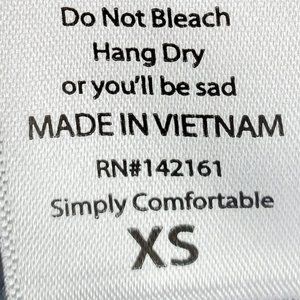 Do Not Bleach
Hang Dry
or you'll be sad
MADE IN VIETNAM
RN#142161
Simply Comfortable
XS